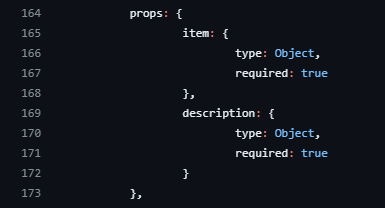 164 props: {
165 item: {
166 type: Object,
167 required: true
168 },
169 description: {
170 type: Object,
171 required: true
172 }
173 },